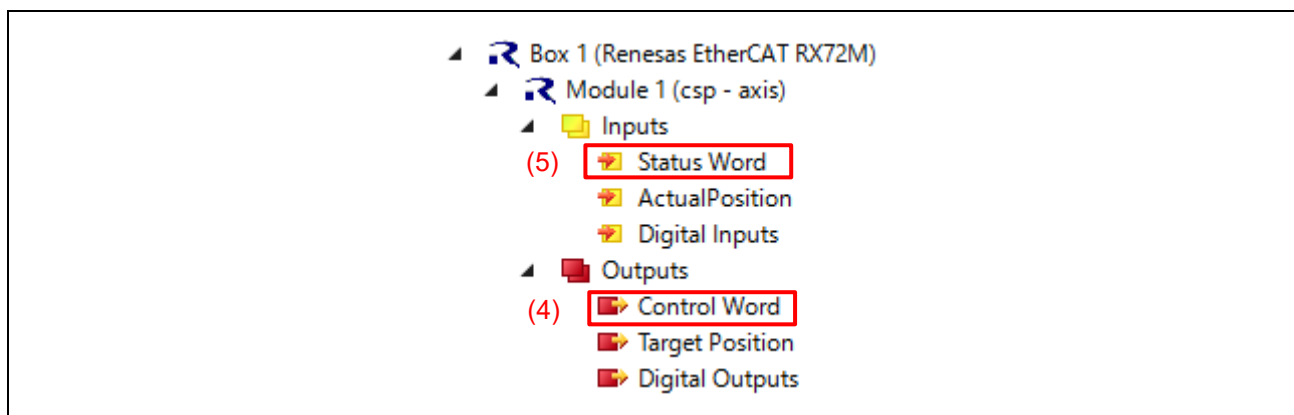 Box 1 (Renesas EtherCAT RX72M)
Module 1 (csp - axis)
Inputs
(5) Status Word
ActualPosition
Digital Inputs
Outputs
(4) Control Word
Target Position
Digital Outputs